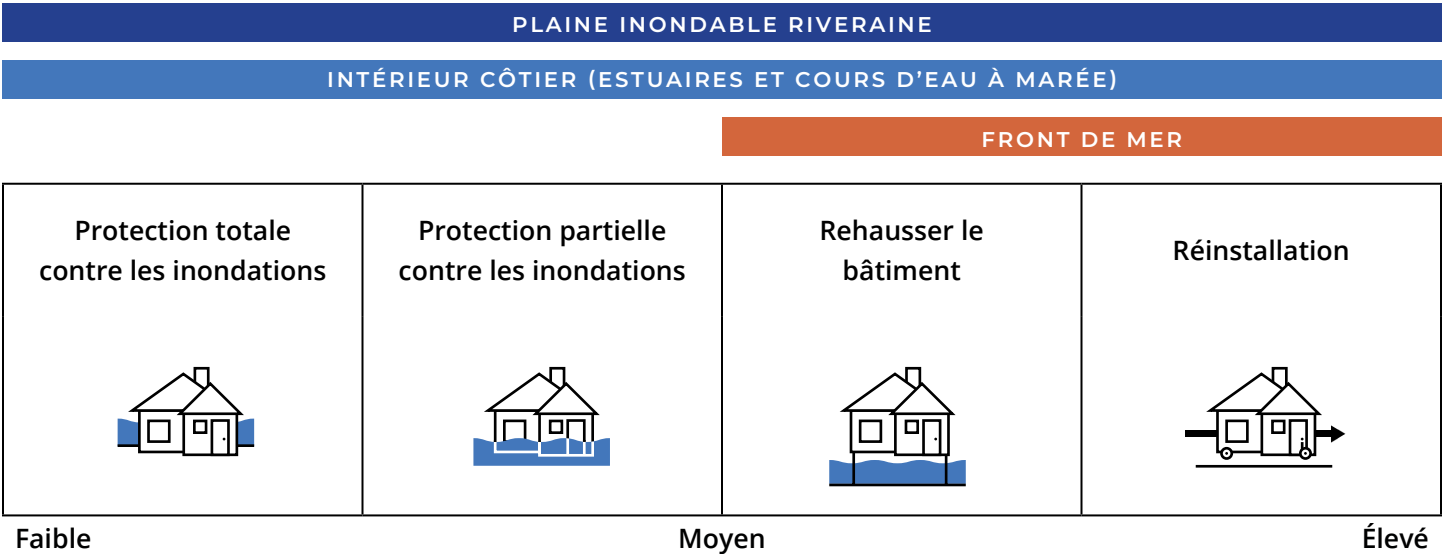 PLAINE INONDABLE RIVERAINE
INTÉRIEUR CÔTIER (ESTUAIRES ET COURS D’EAU À MARÉE)
FRONT DE MER
Protection totale
contre les inondations
Protection partielle
contre les inondations
Rehausser le
bâtiment
Réinstallation
Faible
Moyen
Élevé